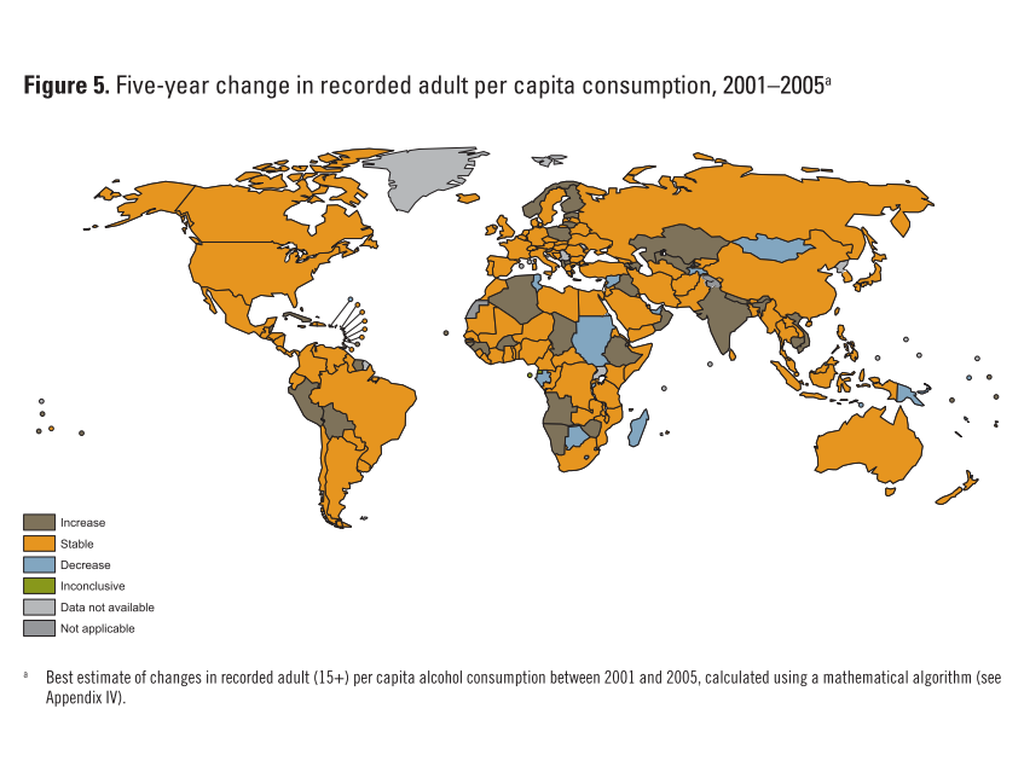 Figure 5. Five-year change in recorded adult per capita consumption, 2001–2005a
Increase
Stable
Decrease
Inconclusive
Data not available
Not applicable
a Best estimate of changes in recorded adult (15+) per capita alcohol consumption between 2001 and 2005, calculated using a mathematical algorithm (see
Appendix IV).